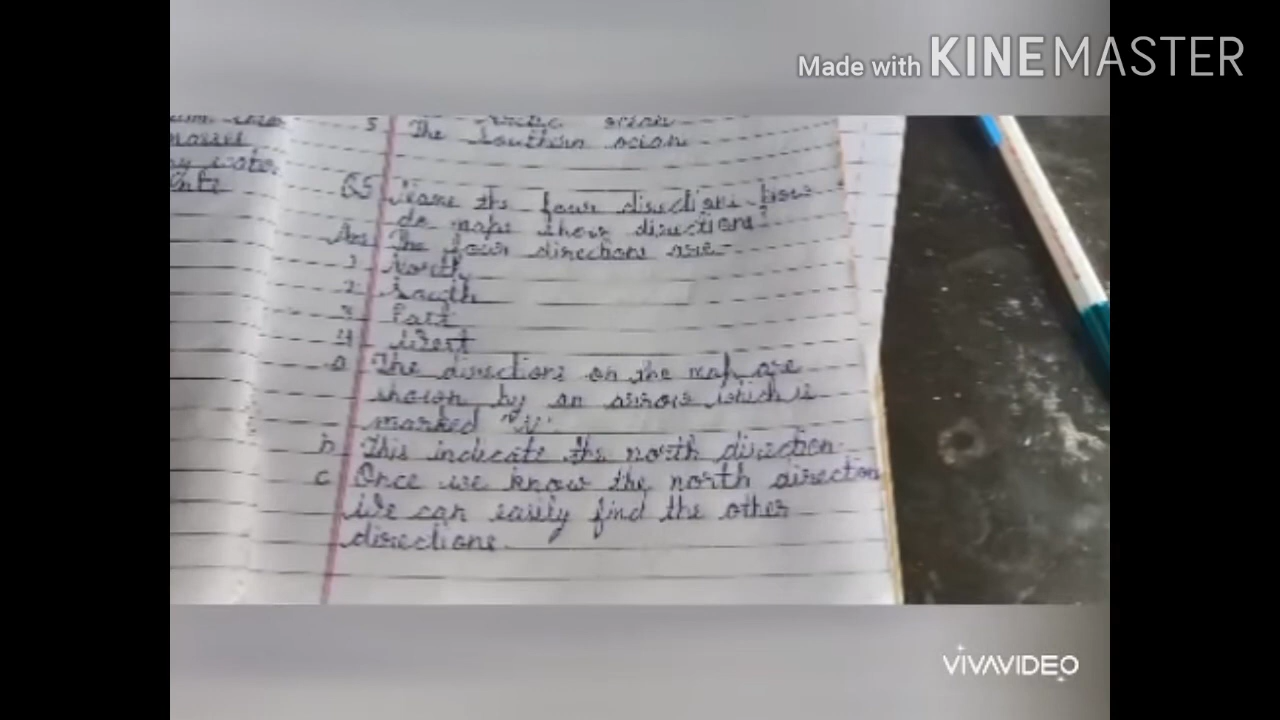 Made with KINEMASTER
water
5 The Southern ocean
Q5 Name the four directions. how
do maps show directions?
Ans The four directions are-
1 North
2 South
3 East
4 West
a The directions on the map are
shown by an arrow which is
marked "N".
b This indicate the north direction.
c Once we know the north direction
We can easily find the other
directions.
VIVAVIDEO